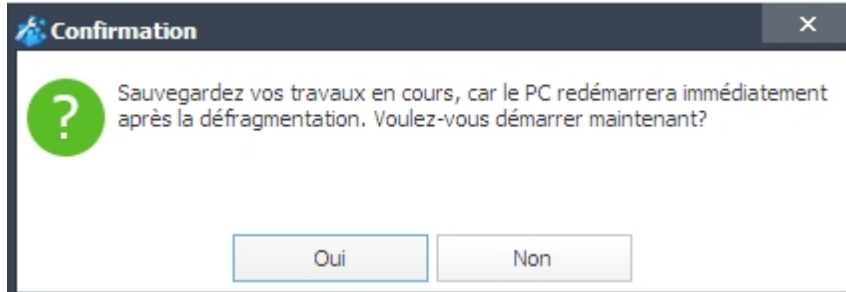 Confirmation
Sauvegardez vos travaux en cours, car le PC redémarrera immédiatement
après la défragmentation. Voulez-vous démarrer maintenant?
Oui
Non